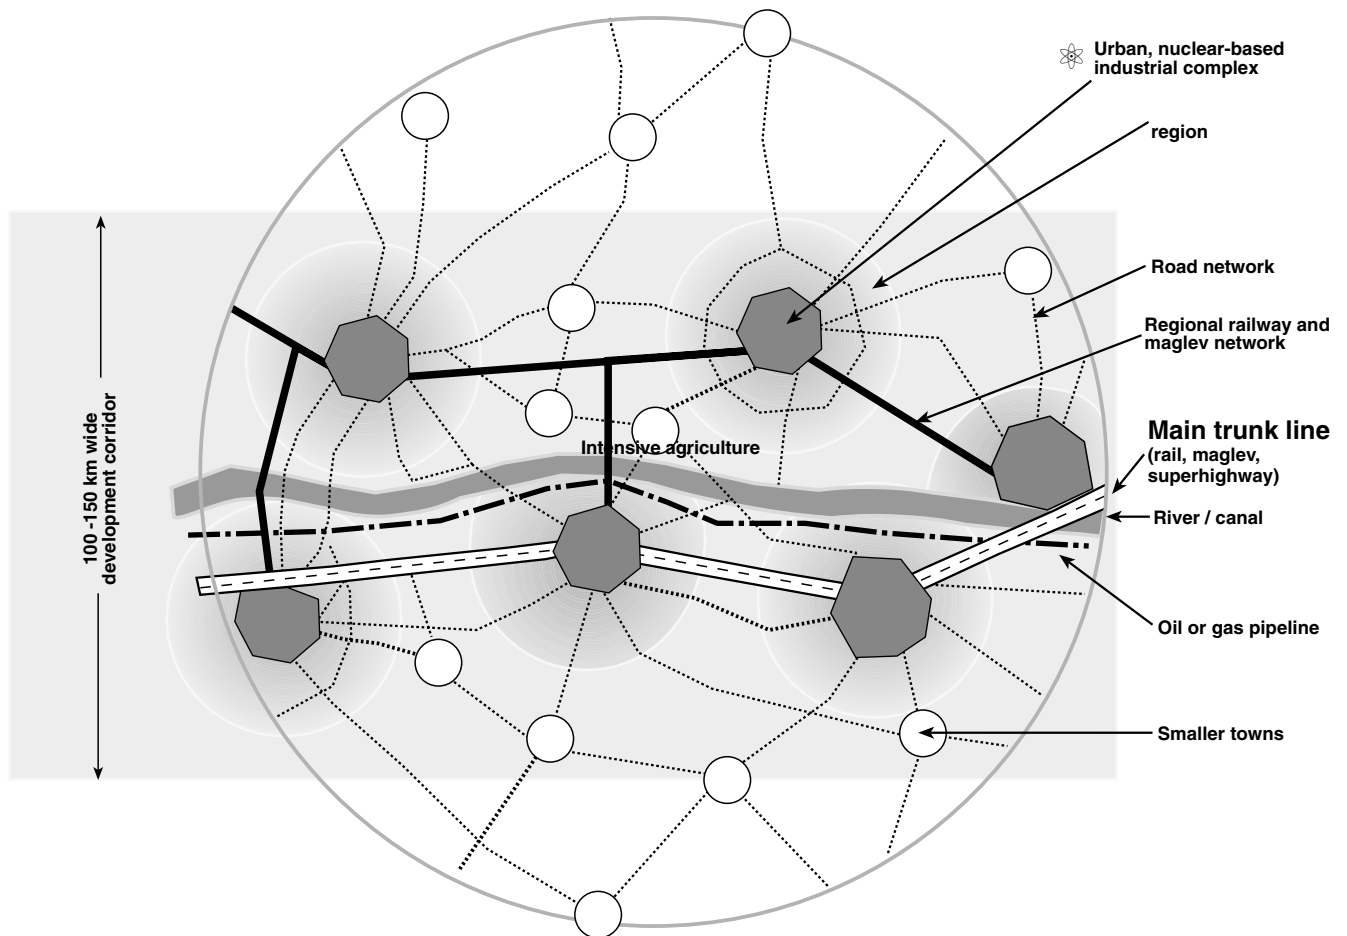 Urban, nuclear-based
industrial complex
region
Road network
Regional railway and
maglev network
Main trunk line
(rail, maglev,
superhighway)
River / canal
Oil or gas pipeline
Smaller towns
Intensive agriculture
100 -150 km wide
development corridor